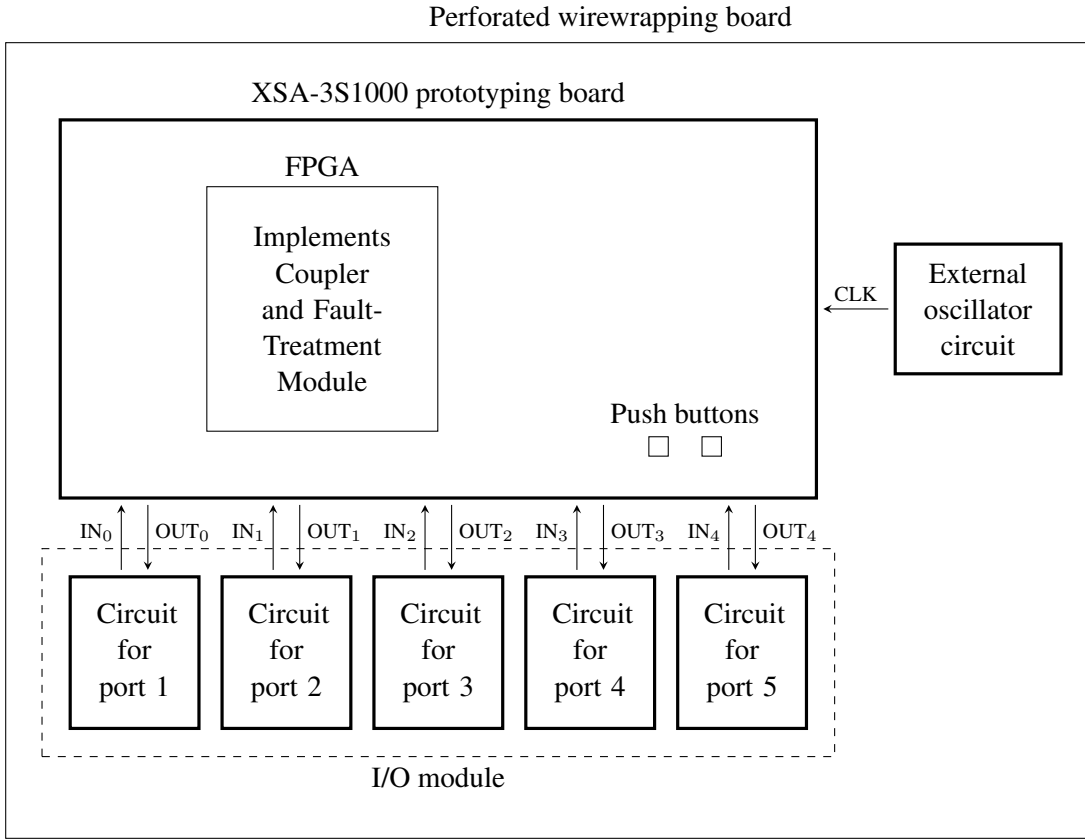 Perforated wirewrapping board
XSA-3S1000 prototyping board
FPGA
Implements
Coupler
and Fault-
Treatment
Module
CLK
External
oscillator
circuit
Push buttons
IN₀ OUT₀ IN₁ OUT₁ IN₂ OUT₂ IN₃ OUT₃ IN₄ OUT₄
Circuit
for
port 1
Circuit
for
port 2
Circuit
for
port 3
Circuit
for
port 4
Circuit
for
port 5
I/O module